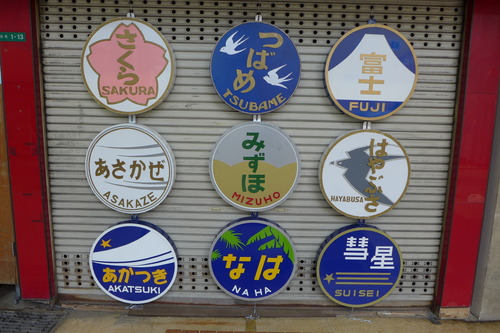 1-13
さくら
SAKURA
つばめ
TSUBAME
富士
FUJI
あさかぜ
ASAKAZE
みずほ
MIZUHO
はやぶさ
HAYABUSA
あかつき
AKATSUKI
なは
NAHA
彗星
SUISEI